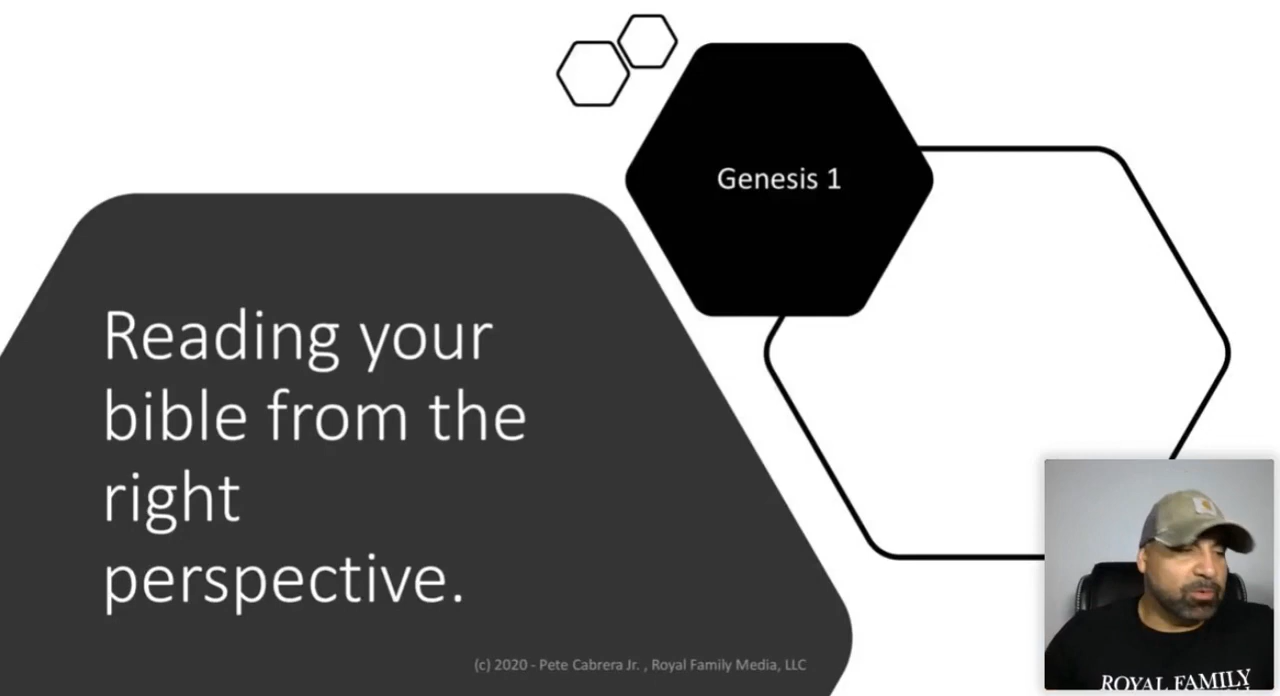 Genesis 1
Reading your
bible from the
right
perspective.
(c) 2020 - Pete Cabrera Jr. , Royal Family Media, LLC
ROYAL FAMILY